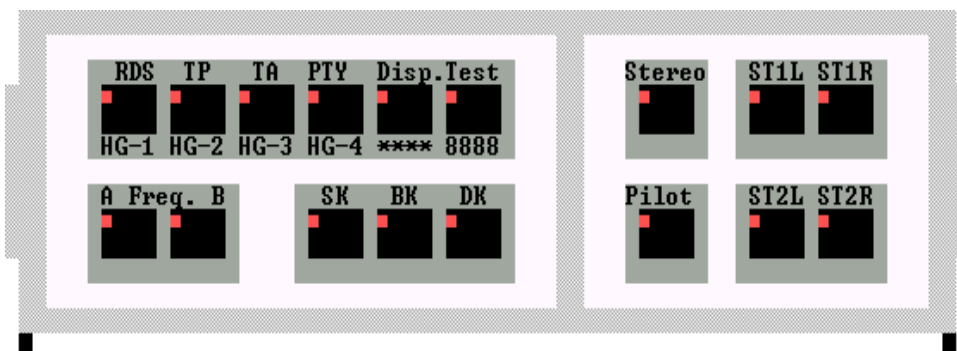 RDS TP TA PTY Disp.Test
HG-1 HG-2 HG-3 HG-4 **** 8888
Stereo
ST1L ST1R
A Freq. B
SK BK DK
Pilot
ST2L ST2R